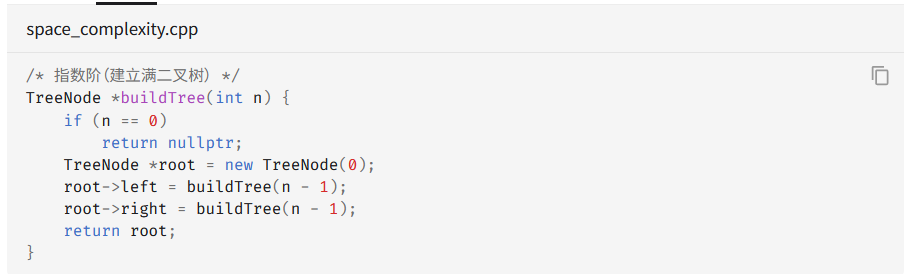 space_complexity.cpp
/* 指数阶(建立满二叉树) */
TreeNode *buildTree(int n) {
    if (n == 0)
        return nullptr;
    TreeNode *root = new TreeNode(0);
    root->left = buildTree(n - 1);
    root->right = buildTree(n - 1);
    return root;
}